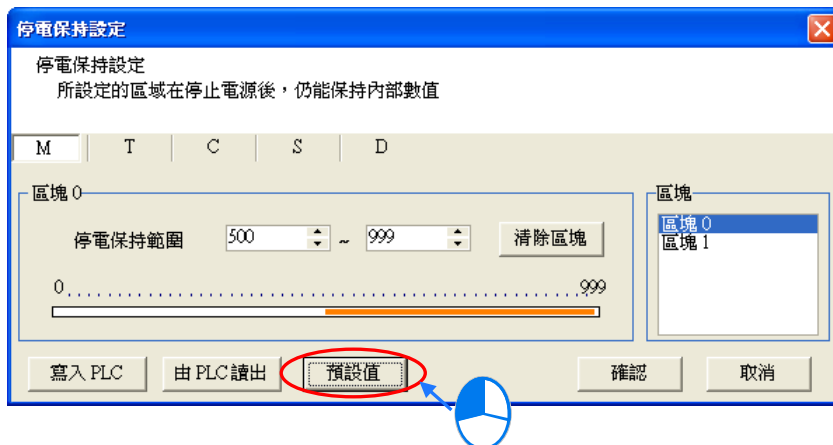 停電保持設定
停電保持設定
所設定的區域在停止電源後，仍能保持內部數值
M T C S D
區塊 0
停電保持範圍 500 ~ 999 清除區塊
0 999
區塊
區塊 0
區塊 1
寫入 PLC 由 PLC 讀出 預設值 確認 取消